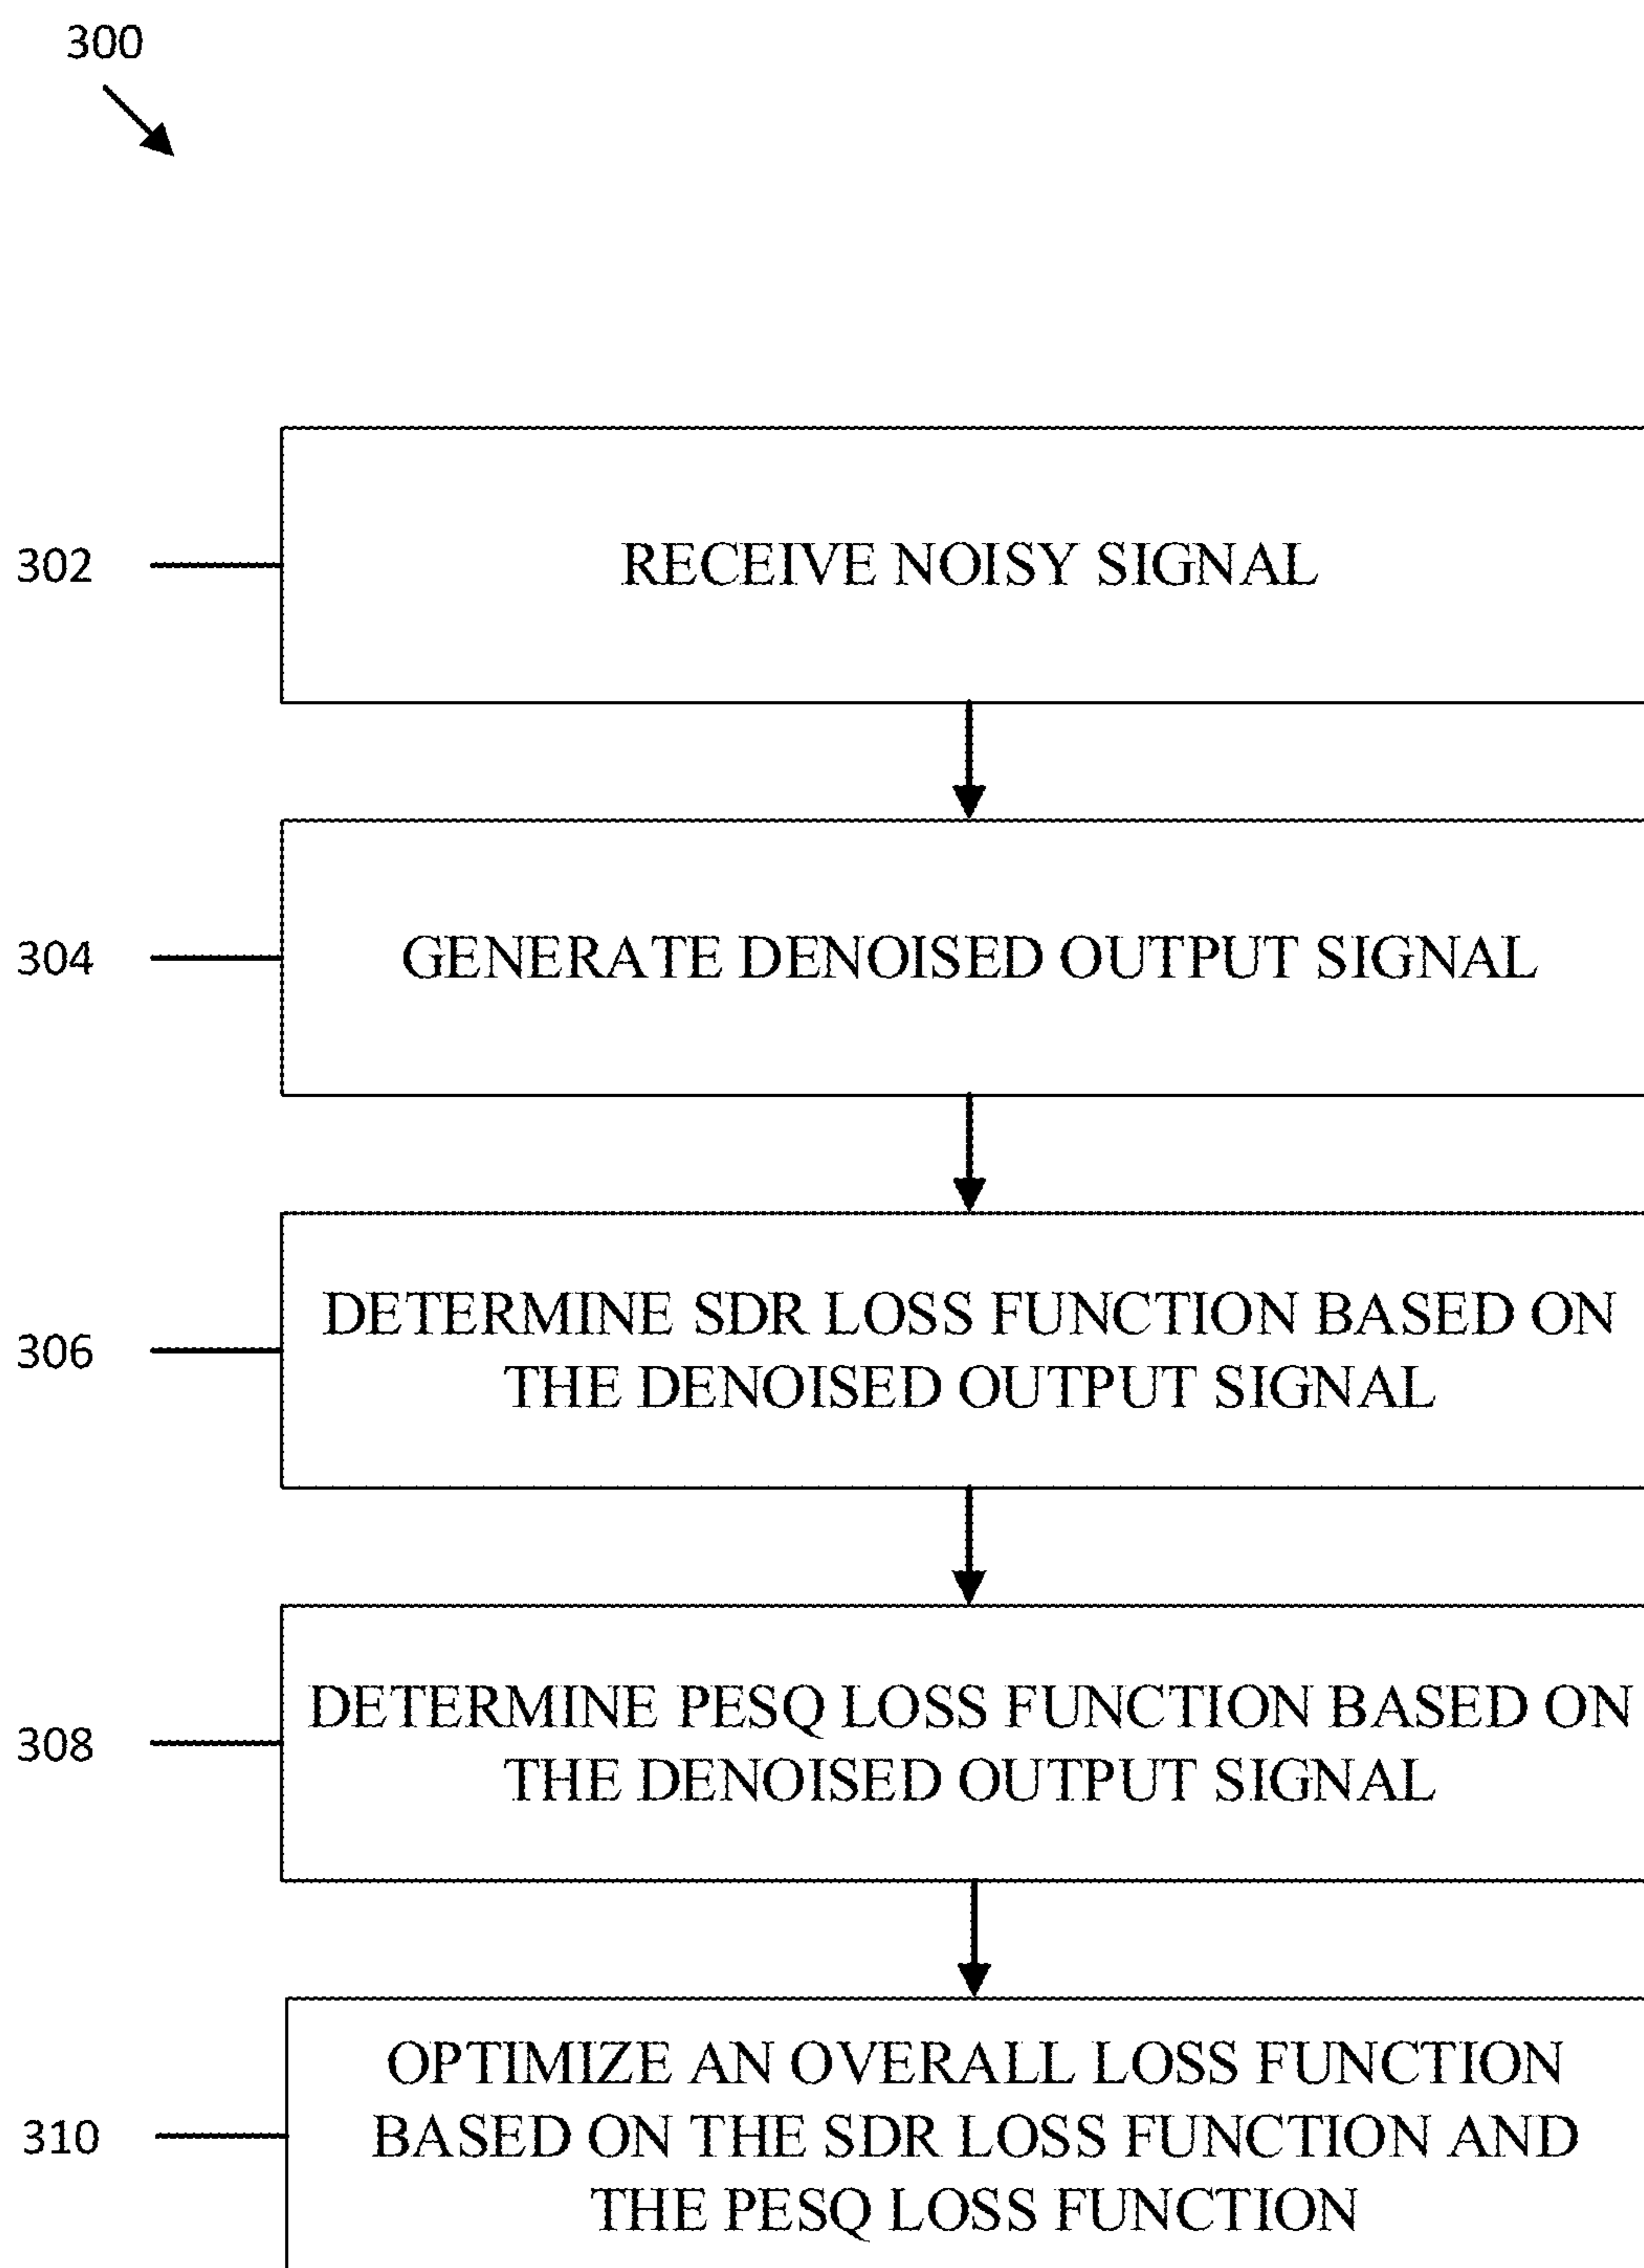 300
302
RECEIVE NOISY SIGNAL
304
GENERATE DENOISED OUTPUT SIGNAL
306
DETERMINE SDR LOSS FUNCTION BASED ON
THE DENOISED OUTPUT SIGNAL
308
DETERMINE PESQ LOSS FUNCTION BASED ON
THE DENOISED OUTPUT SIGNAL
310
OPTIMIZE AN OVERALL LOSS FUNCTION
BASED ON THE SDR LOSS FUNCTION AND
THE PESQ LOSS FUNCTION